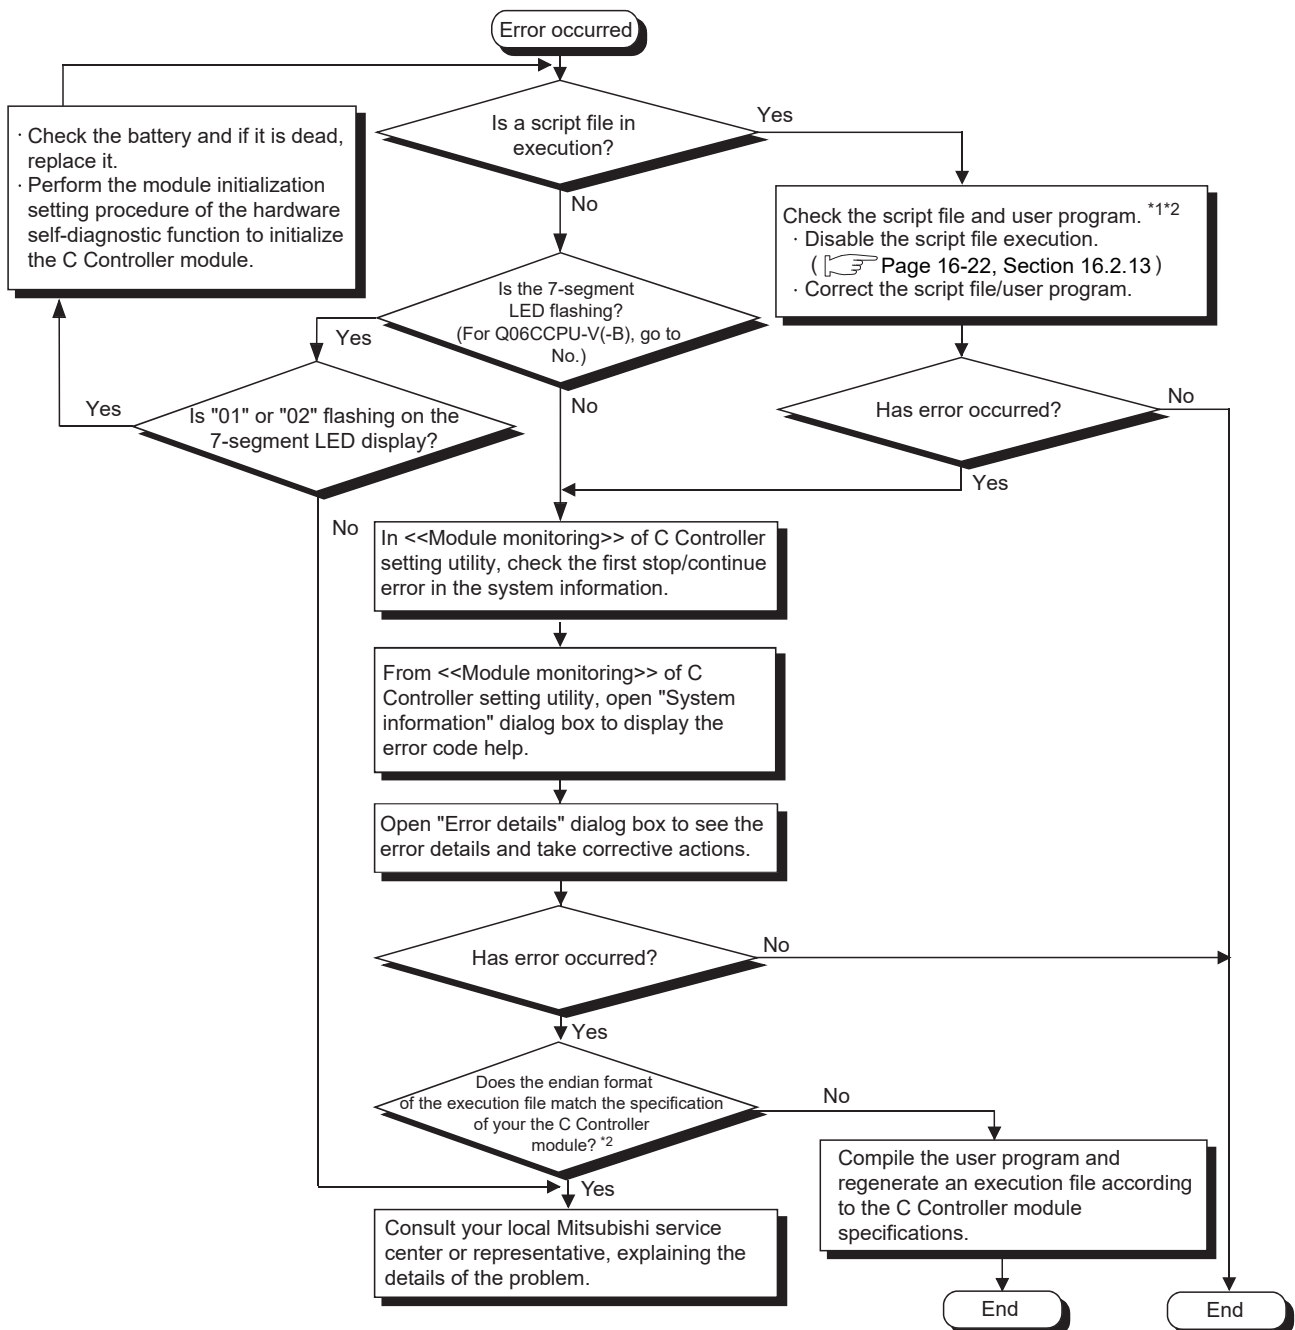 Error occurred
Is a script file in
execution?
Yes
No
· Check the battery and if it is dead,
replace it.
· Perform the module initialization
setting procedure of the hardware
self-diagnostic function to initialize
the C Controller module.
Check the script file and user program. *1*2
· Disable the script file execution.
( Page 16-22, Section 16.2.13)
· Correct the script file/user program.
Is the 7-segment
LED flashing?
(For Q06CCPU-V(-B), go to
No.)
Yes
No
Is "01" or "02" flashing on the
7-segment LED display?
Yes
No
Has error occurred?
No
Yes
In <<Module monitoring>> of C Controller
setting utility, check the first stop/continue
error in the system information.
From <<Module monitoring>> of C
Controller setting utility, open "System
information" dialog box to display the
error code help.
Open "Error details" dialog box to see the
error details and take corrective actions.
Has error occurred?
No
Yes
Does the endian format
of the execution file match the specification
of your the C Controller
module? *2
No
Yes
Compile the user program and
regenerate an execution file according
to the C Controller module
specifications.
Consult your local Mitsubishi service
center or representative, explaining the
details of the problem.
End
End